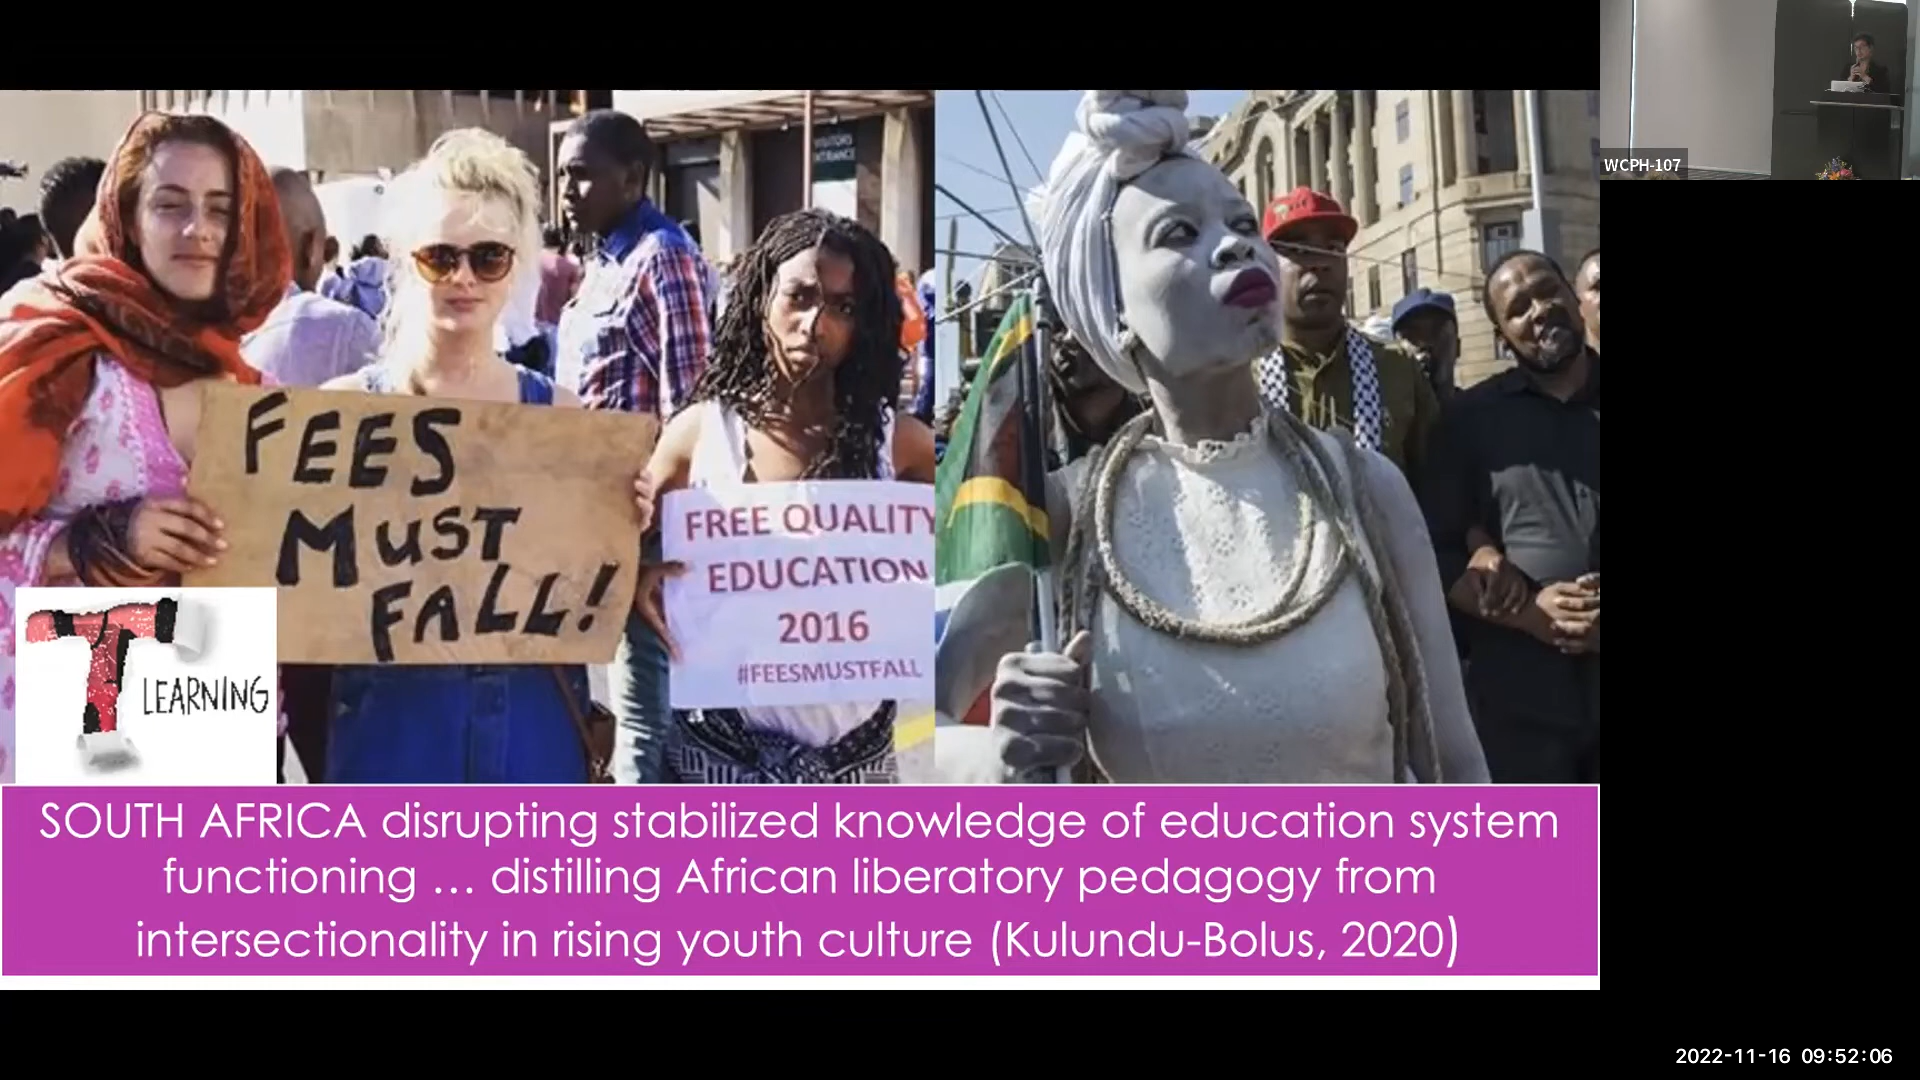 VISITORS
ENTRANCE
FEES
MUST
FALL!
FREE QUALITY
EDUCATION
2016
#FEESMUSTFALL
T
LEARNING
SOUTH AFRICA disrupting stabilized knowledge of education system
functioning ... distilling African liberatory pedagogy from
intersectionality in rising youth culture (Kulundu-Bolus, 2020)
WCPH-107
2022-11-16 09:52:06